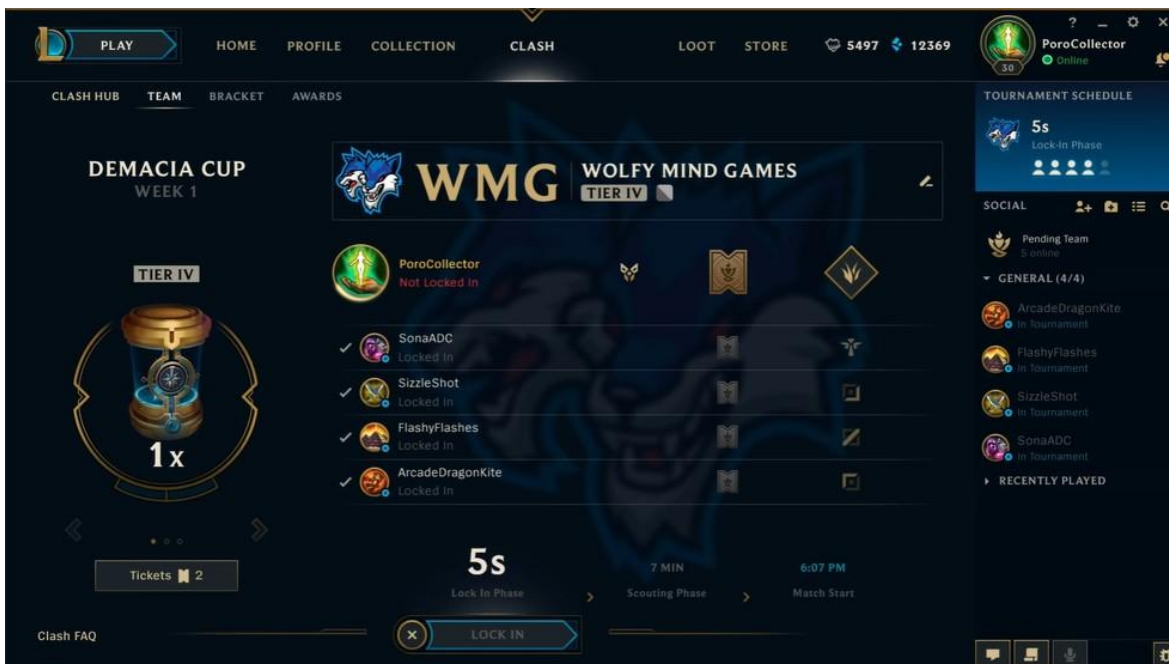 PLAY
HOME
PROFILE
COLLECTION
CLASH
LOOT
STORE
5497
12369
?
PoroCollector
Online
30
CLASH HUB
TEAM
BRACKET
AWARDS
TOURNAMENT SCHEDULE
5s
Lock-In Phase
DEMACIA CUP
WEEK 1
TIER IV
1x
Tickets 2
Clash FAQ
WMG
WOLFY MIND GAMES
TIER IV
PoroCollector
Not Locked In
SonaADC
Locked In
SizzleShot
Locked In
FlashyFlashes
Locked In
ArcadeDragonKite
Locked In
5s
Lock In Phase
7 MIN
Scouting Phase
6:07 PM
Match Start
LOCK IN
SOCIAL
Pending Team
5 online
GENERAL (4/4)
ArcadeDragonKite
In Tournament
FlashyFlashes
In Tournament
SizzleShot
In Tournament
SonaADC
In Tournament
RECENTLY PLAYED